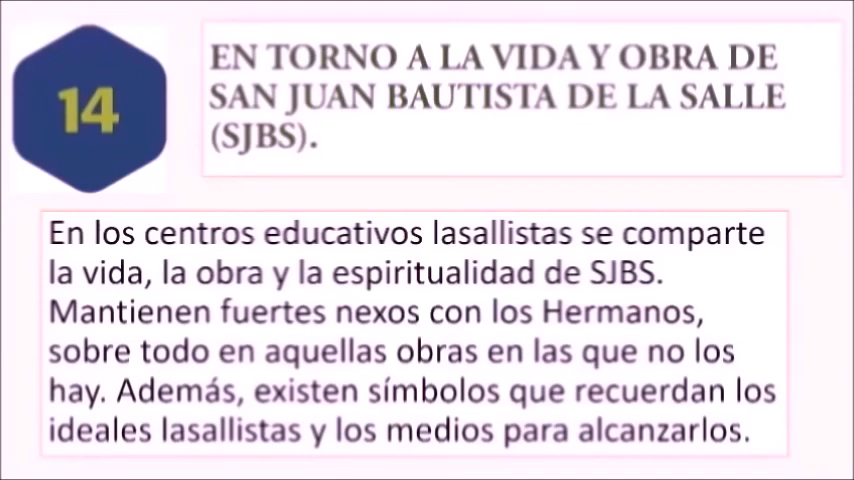 14
EN TORNO A LA VIDA Y OBRA DE
SAN JUAN BAUTISTA DE LA SALLE
(SJBS).
En los centros educativos lasallistas se comparte
la vida, la obra y la espiritualidad de SJBS.
Mantienen fuertes nexos con los Hermanos,
sobre todo en aquellas obras en las que no los
hay. Además, existen símbolos que recuerdan los
ideales lasallistas y los medios para alcanzarlos.